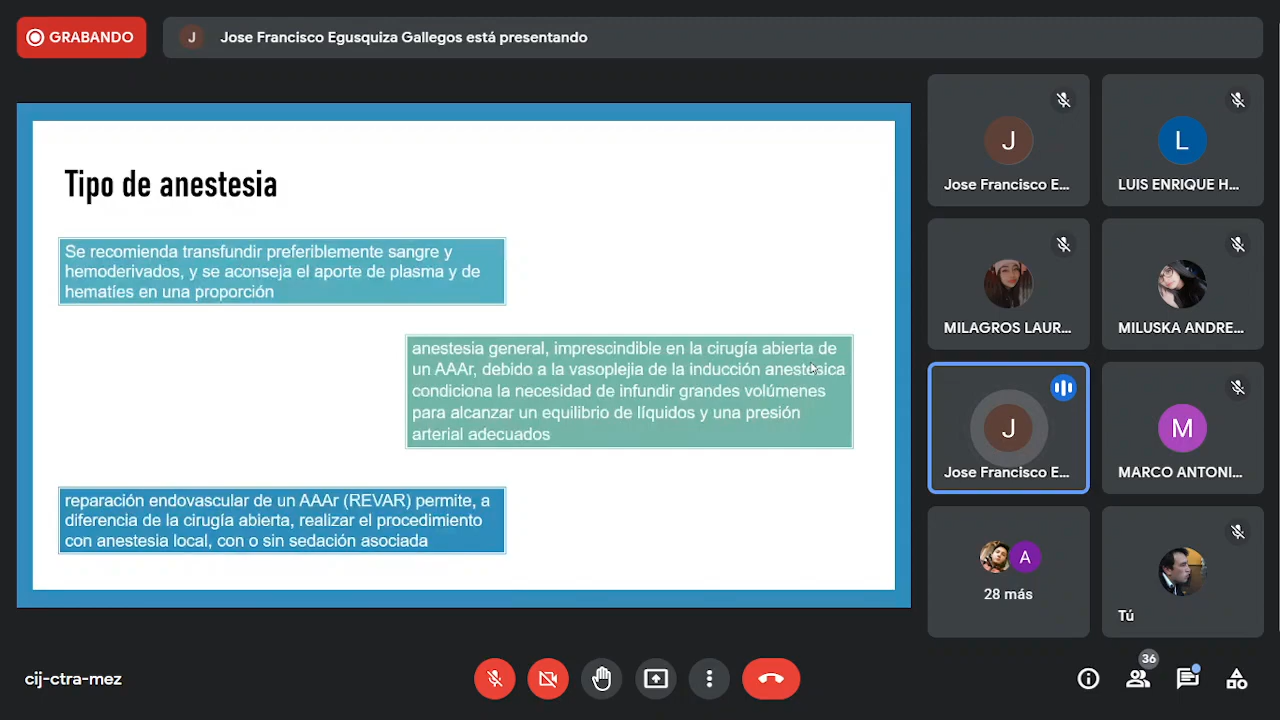 GRABANDO
J
Jose Francisco Egusquiza Gallegos está presentando
Tipo de anestesia
Se recomienda transfundir preferiblemente sangre y
hemoderivados, y se aconseja el aporte de plasma y de
hematíes en una proporción
anestesia general, imprescindible en la cirugía abierta de
un AAAr, debido a la vasoplejia de la inducción anestésica
condiciona la necesidad de infundir grandes volúmenes
para alcanzar un equilibrio de líquidos y una presión
arterial adecuados
reparación endovascular de un AAAr (REVAR) permite, a
diferencia de la cirugía abierta, realizar el procedimiento
con anestesia local, con o sin sedación asociada
J
Jose Francisco E...
L
LUIS ENRIQUE H...
MILAGROS LAUR...
MILUSKA ANDRE...
J
Jose Francisco E...
M
MARCO ANTONI...
A
28 más
Tú
cij-ctra-mez
36